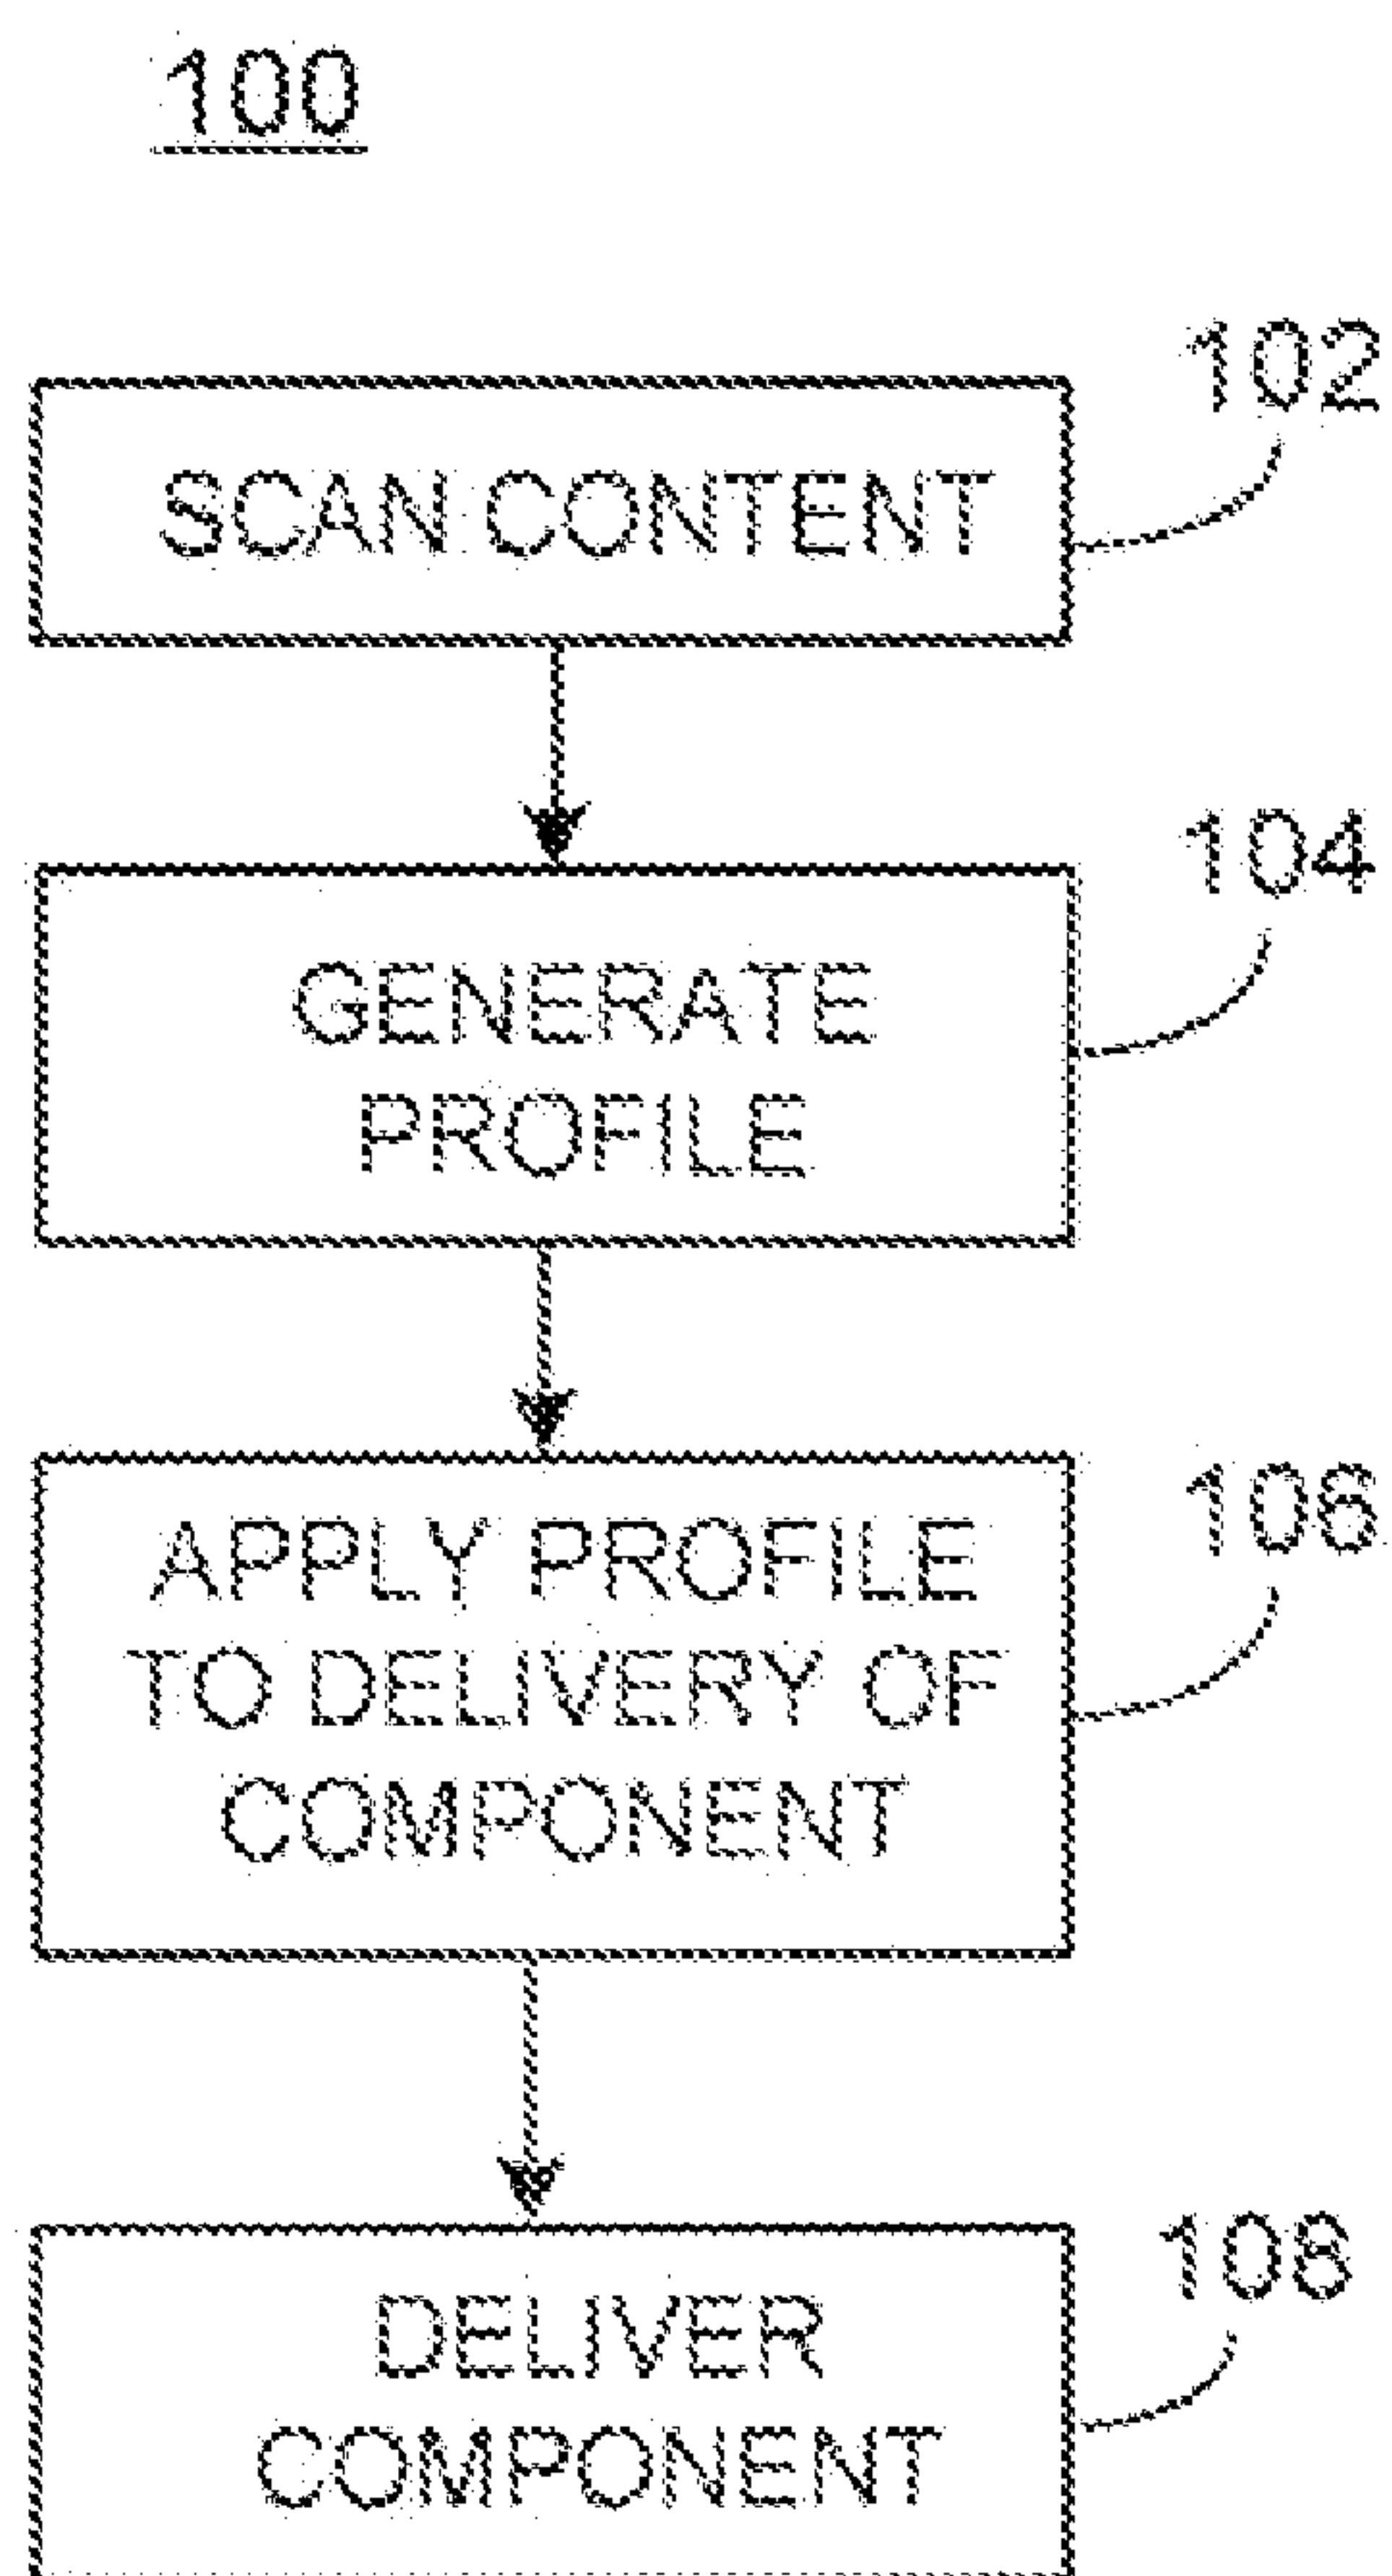 100
102
SCAN CONTENT
104
GENERATE
PROFILE
106
APPLY PROFILE
TO DELIVERY OF
COMPONENT
108
DELIVER
COMPONENT